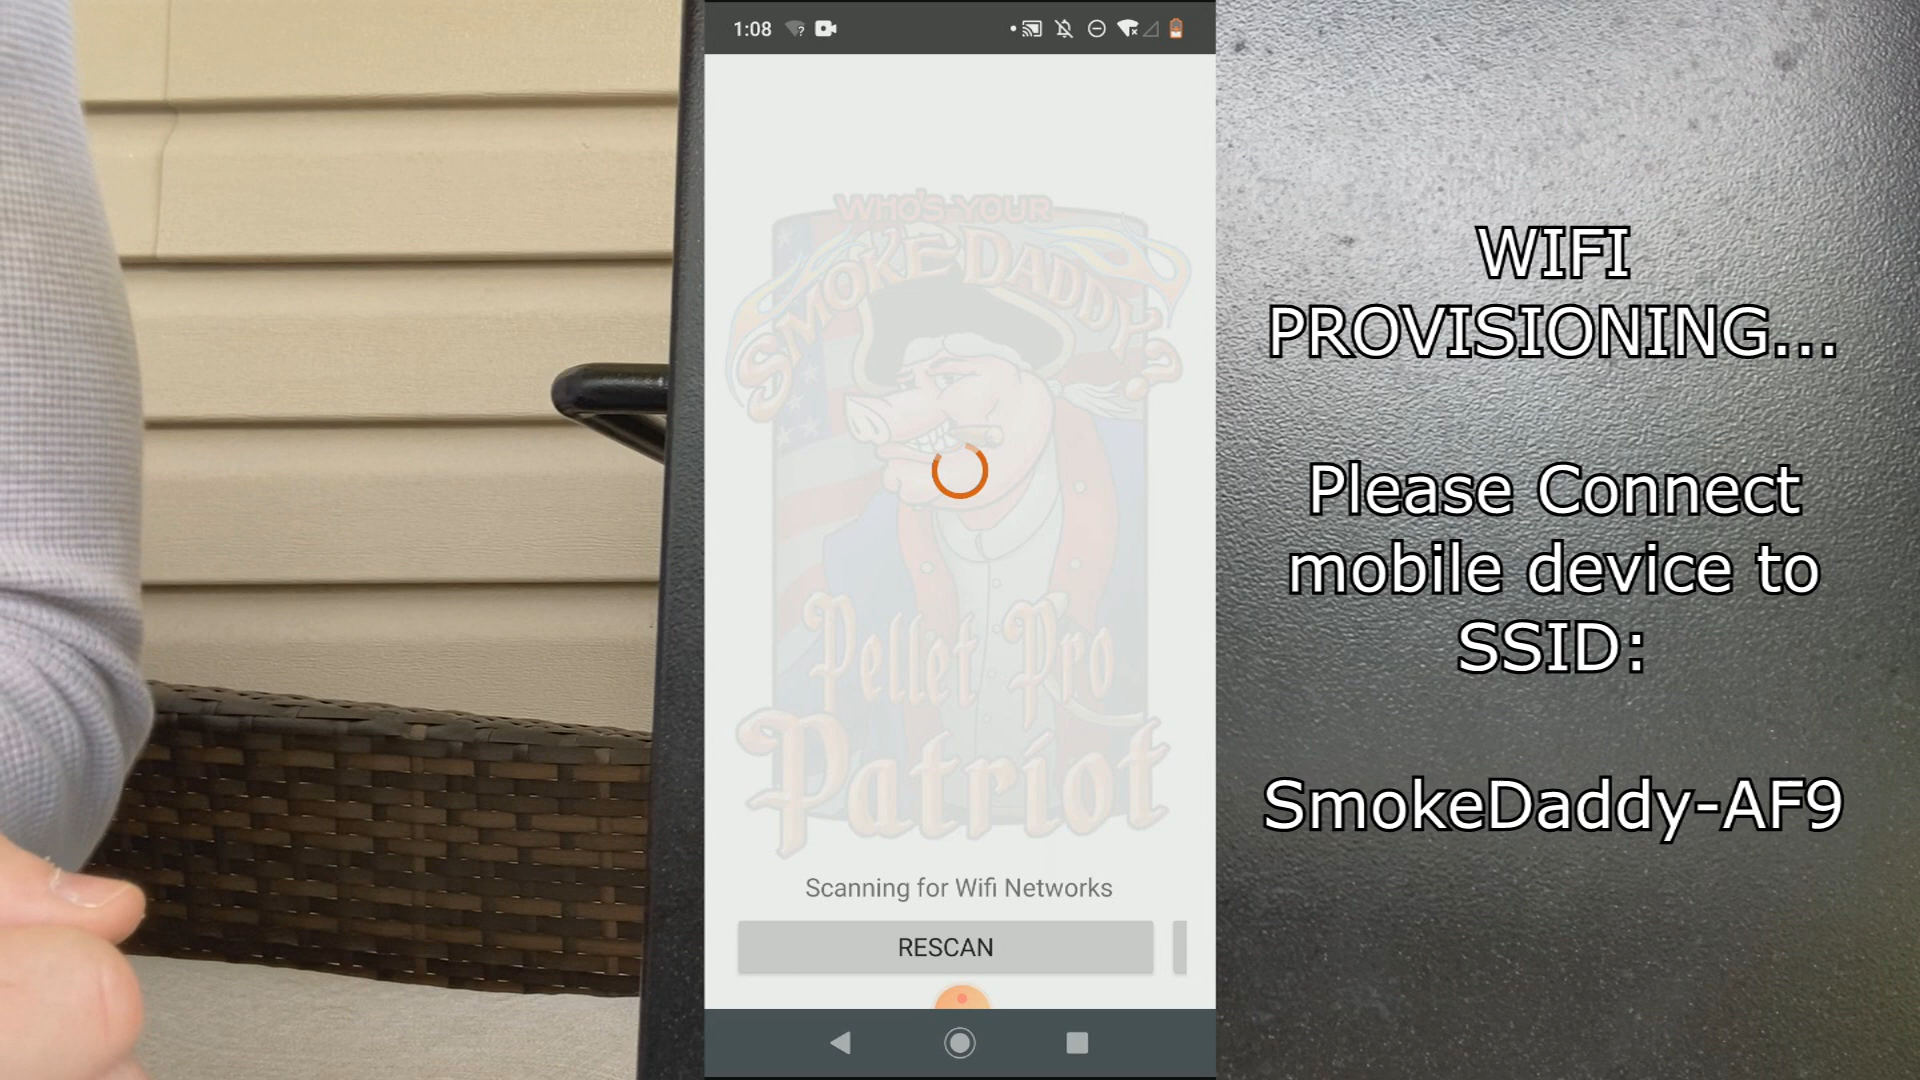 1:08
WHO'S YOUR
SMOKE DADDY?
Pellet Pro
Patriot
Scanning for Wifi Networks
RESCAN
WIFI
PROVISIONING...
Please Connect
mobile device to
SSID:
SmokeDaddy-AF9